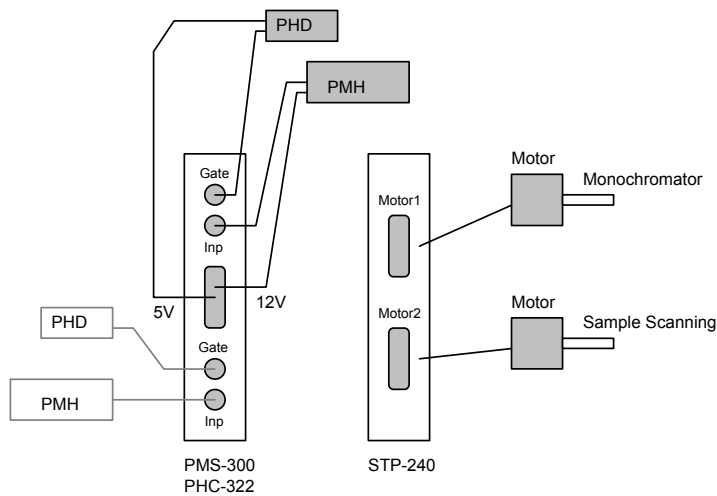 PHD
PMH
Gate
Inp
5V
12V
PHD
Gate
PMH
Inp
PMS-300
PHC-322
Motor1
Motor2
STP-240
Motor
Monochromator
Motor
Sample Scanning